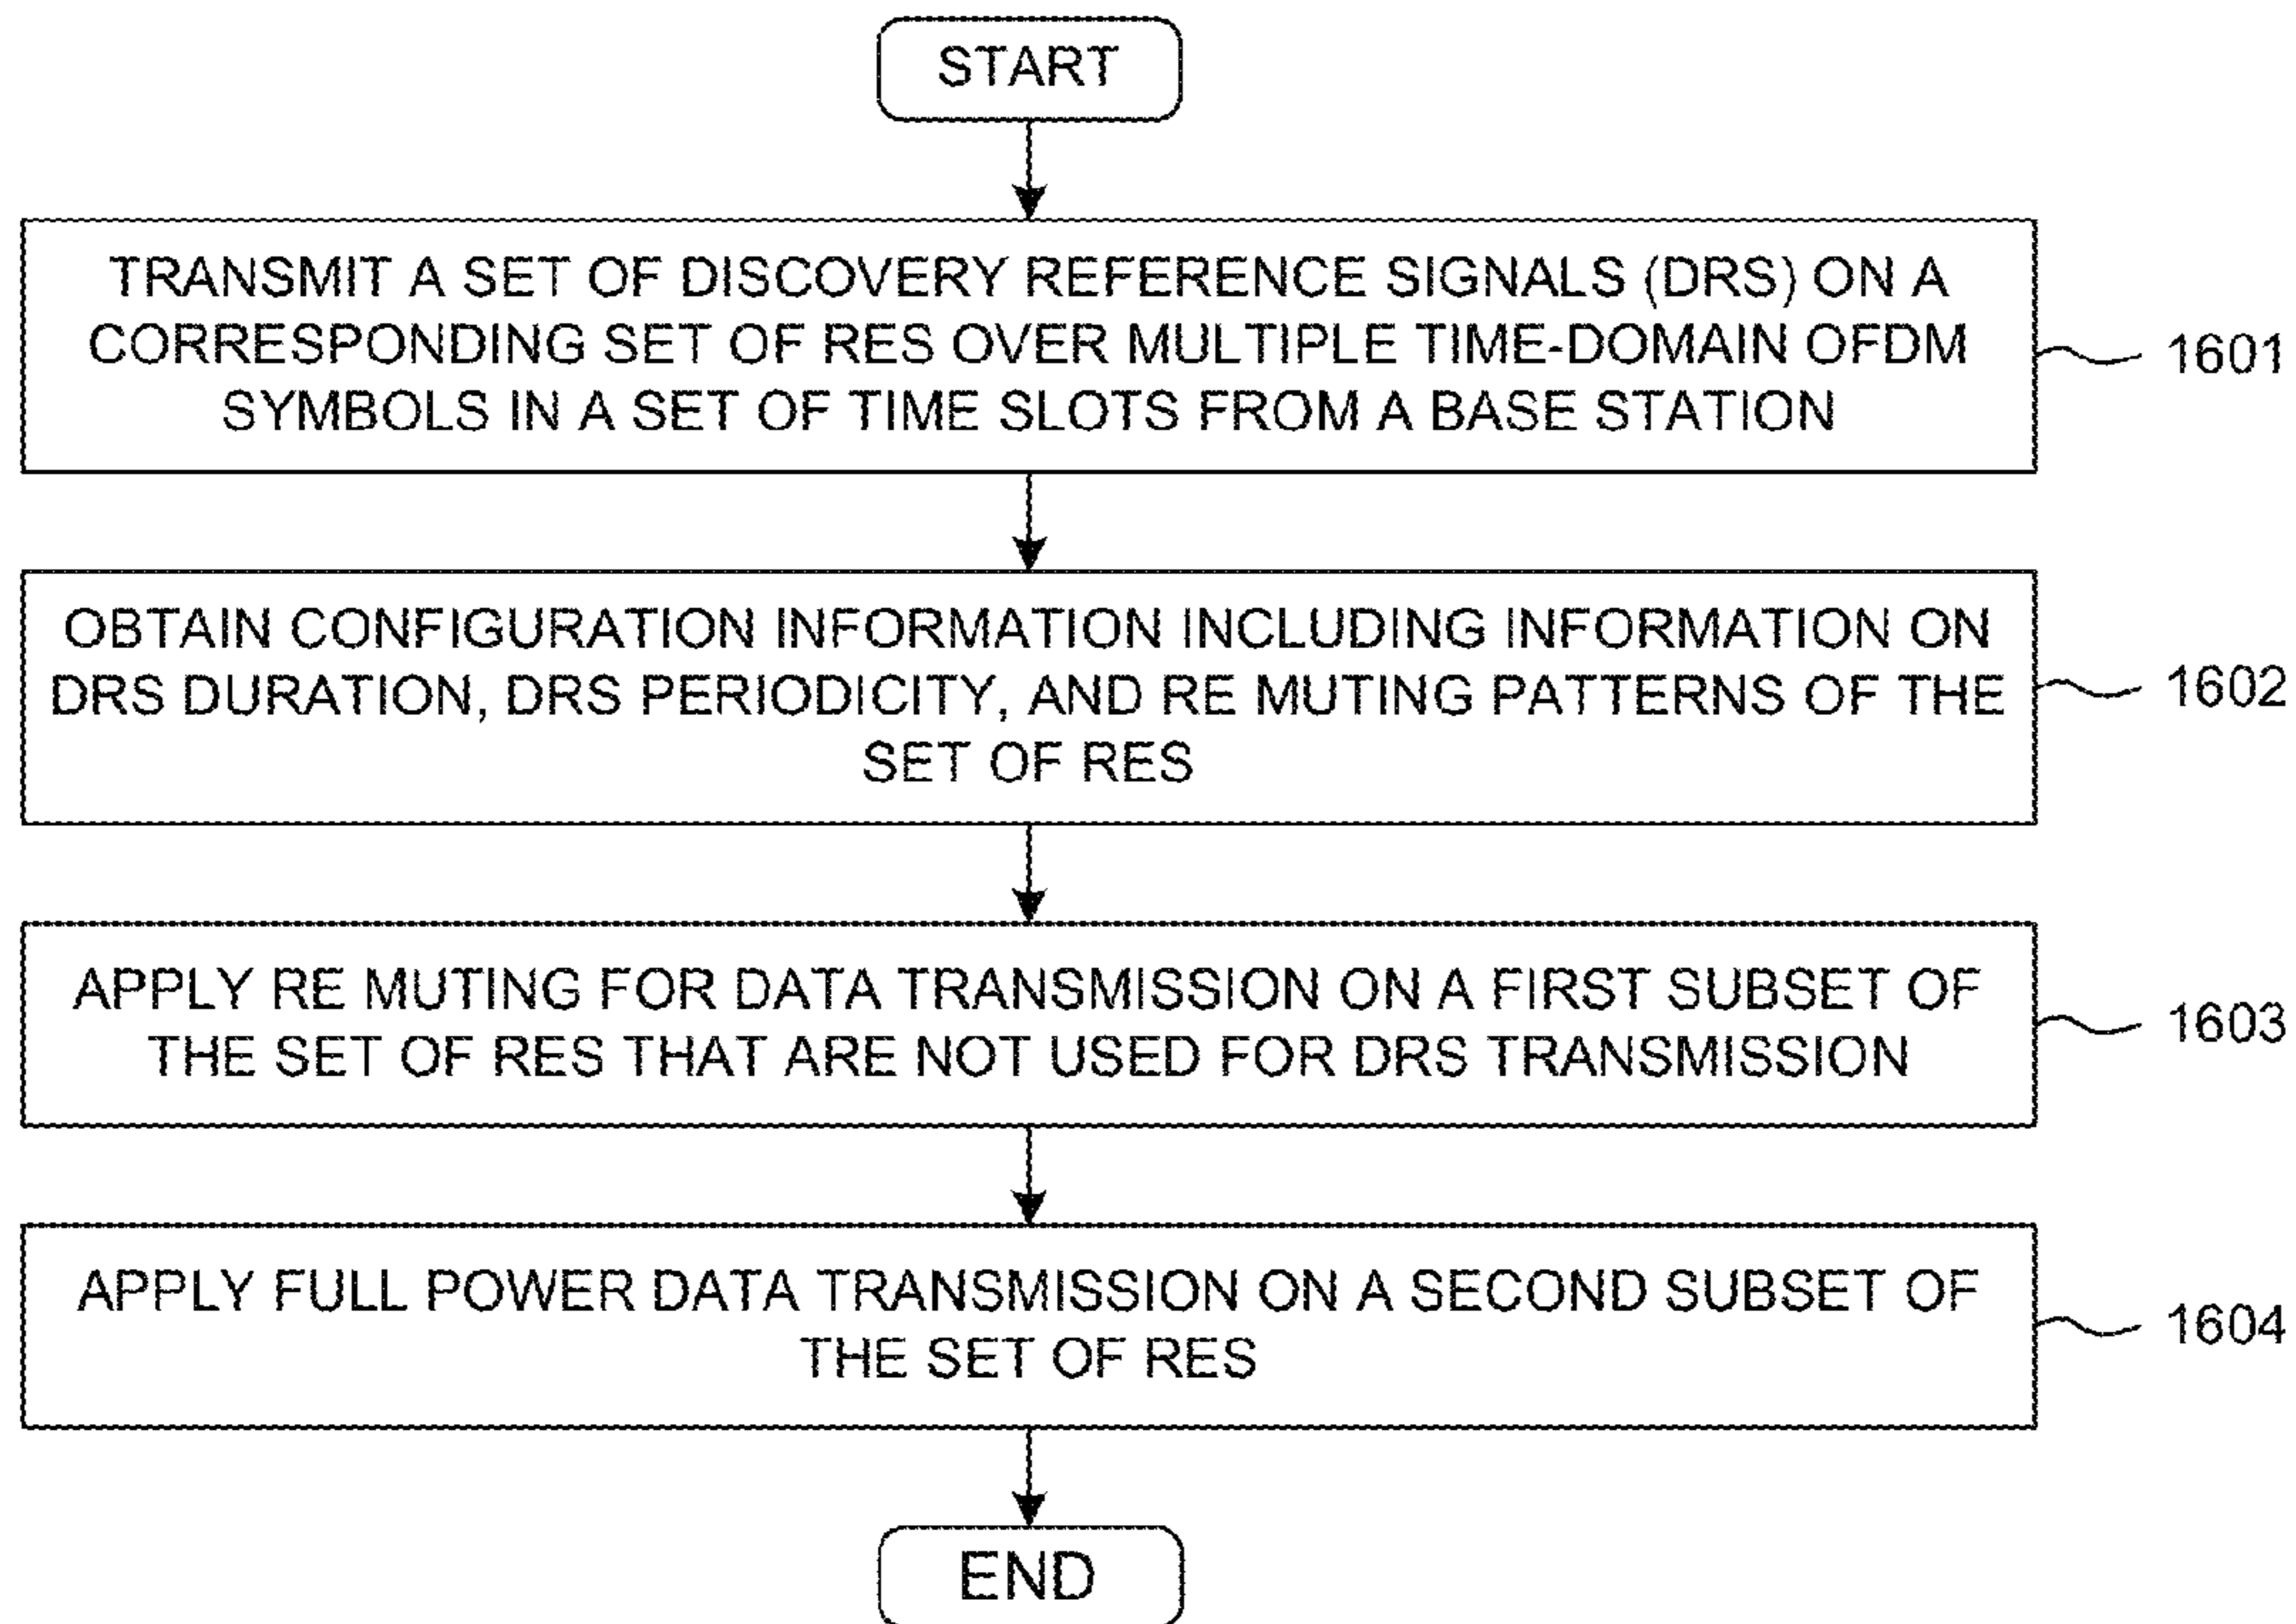 START
TRANSMIT A SET OF DISCOVERY REFERENCE SIGNALS (DRS) ON A
CORRESPONDING SET OF RES OVER MULTIPLE TIME-DOMAIN OFDM
SYMBOLS IN A SET OF TIME SLOTS FROM A BASE STATION
1601
OBTAIN CONFIGURATION INFORMATION INCLUDING INFORMATION ON
DRS DURATION, DRS PERIODICITY, AND RE MUTING PATTERNS OF THE
SET OF RES
1602
APPLY RE MUTING FOR DATA TRANSMISSION ON A FIRST SUBSET OF
THE SET OF RES THAT ARE NOT USED FOR DRS TRANSMISSION
1603
APPLY FULL POWER DATA TRANSMISSION ON A SECOND SUBSET OF
THE SET OF RES
1604
END